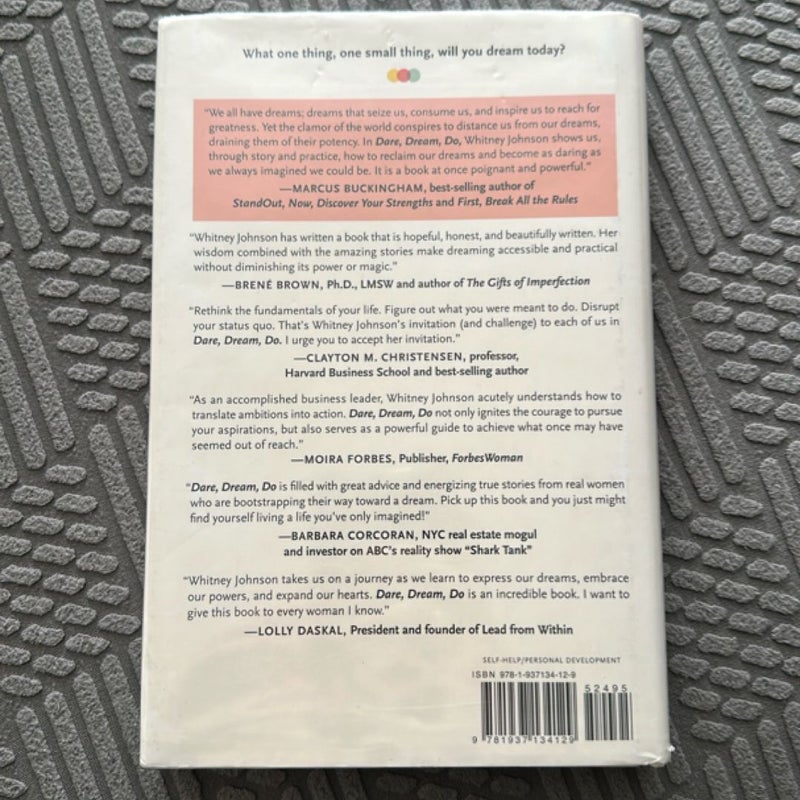 What one thing, one small thing, will you dream today?
“We all have dreams; dreams that seize us, consume us, and inspire us to reach for
greatness. Yet the clamor of the world conspires to distance us from our dreams,
draining them of their potency. In Dare, Dream, Do, Whitney Johnson shows us,
through story and practice, how to reclaim our dreams and become as daring as
we always imagined we could be. It is a book at once poignant and powerful.”
—MARCUS BUCKINGHAM, best-selling author of
StandOut, Now, Discover Your Strengths and First, Break All the Rules
“Whitney Johnson has written a book that is hopeful, honest, and beautifully written. Her
wisdom combined with the amazing stories make dreaming accessible and practical
without diminishing its power or magic.”
—BRENÉ BROWN, Ph.D., LMSW and author of The Gifts of Imperfection
“Rethink the fundamentals of your life. Figure out what you were meant to do. Disrupt
your status quo. That’s Whitney Johnson’s invitation (and challenge) to each of us in
Dare, Dream, Do. I urge you to accept her invitation.”
—CLAYTON M. CHRISTENSEN, professor,
Harvard Business School and best-selling author
“As an accomplished business leader, Whitney Johnson acutely understands how to
translate ambitions into action. Dare, Dream, Do not only ignites the courage to pursue
your aspirations, but also serves as a powerful guide to achieve what once may have
seemed out of reach.”
—MOIRA FORBES, Publisher, ForbesWoman
“Dare, Dream, Do is filled with great advice and energizing true stories from real women
who are bootstrapping their way toward a dream. Pick up this book and you just might
find yourself living a life you’ve only imagined!”
—BARBARA CORCORAN, NYC real estate mogul
and investor on ABC’s reality show “Shark Tank”
“Whitney Johnson takes us on a journey as we learn to express our dreams, embrace
our powers, and expand our hearts. Dare, Dream, Do is an incredible book. I want to
give this book to every woman I know.”
—LOLLY DASKAL, President and founder of Lead from Within
SELF-HELP/PERSONAL DEVELOPMENT
ISBN 978-1-937134-12-9
52495
9 781937 134129